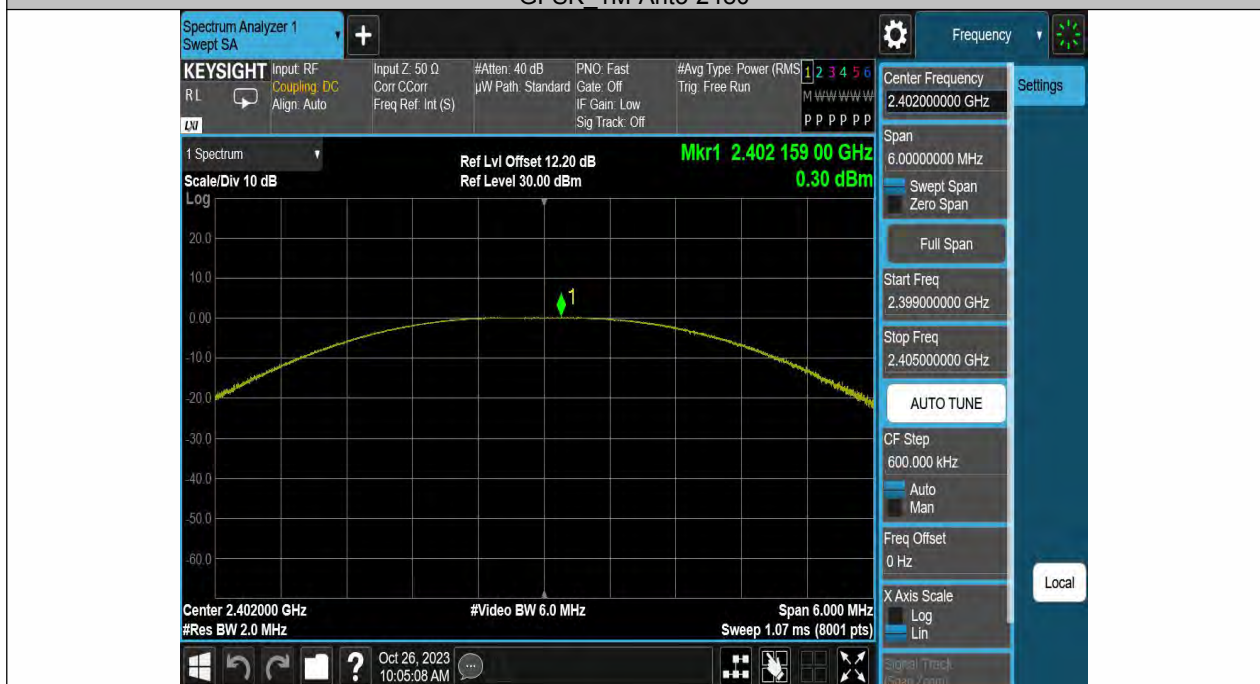 Spectrum Analyzer 1
Swept SA
+
Frequency
KEYSIGHT
RL
LXI
Input: RF
Coupling: DC
Align: Auto
Input Z: 50 Ω
Corr CCorr
Freq Ref: Int (S)
#Atten: 40 dB
µW Path: Standard
PNO: Fast
Gate: Off
IF Gain: Low
Sig Track: Off
#Avg Type: Power (RMS
Trig: Free Run
1 2 3 4 5 6
M W W W W W
P P P P P P
1 Spectrum
Scale/Div 10 dB
Log
Ref Lvl Offset 12.20 dB
Ref Level 30.00 dBm
Mkr1 2.402 159 00 GHz
0.30 dBm
20.0
10.0
1
0.00
-10.0
-20.0
-30.0
-40.0
-50.0
-60.0
Center 2.402000 GHz
#Res BW 2.0 MHz
#Video BW 6.0 MHz
Span 6.000 MHz
Sweep 1.07 ms (8001 pts)
?
Oct 26, 2023
10:05:08 AM
Center Frequency
2.402000000 GHz
Settings
Span
6.00000000 MHz
Swept Span
Zero Span
Full Span
Start Freq
2.399000000 GHz
Stop Freq
2.405000000 GHz
AUTO TUNE
CF Step
600.000 kHz
Auto
Man
Freq Offset
0 Hz
X Axis Scale
Log
Lin
Local
Signal Track
(Span Zoom)